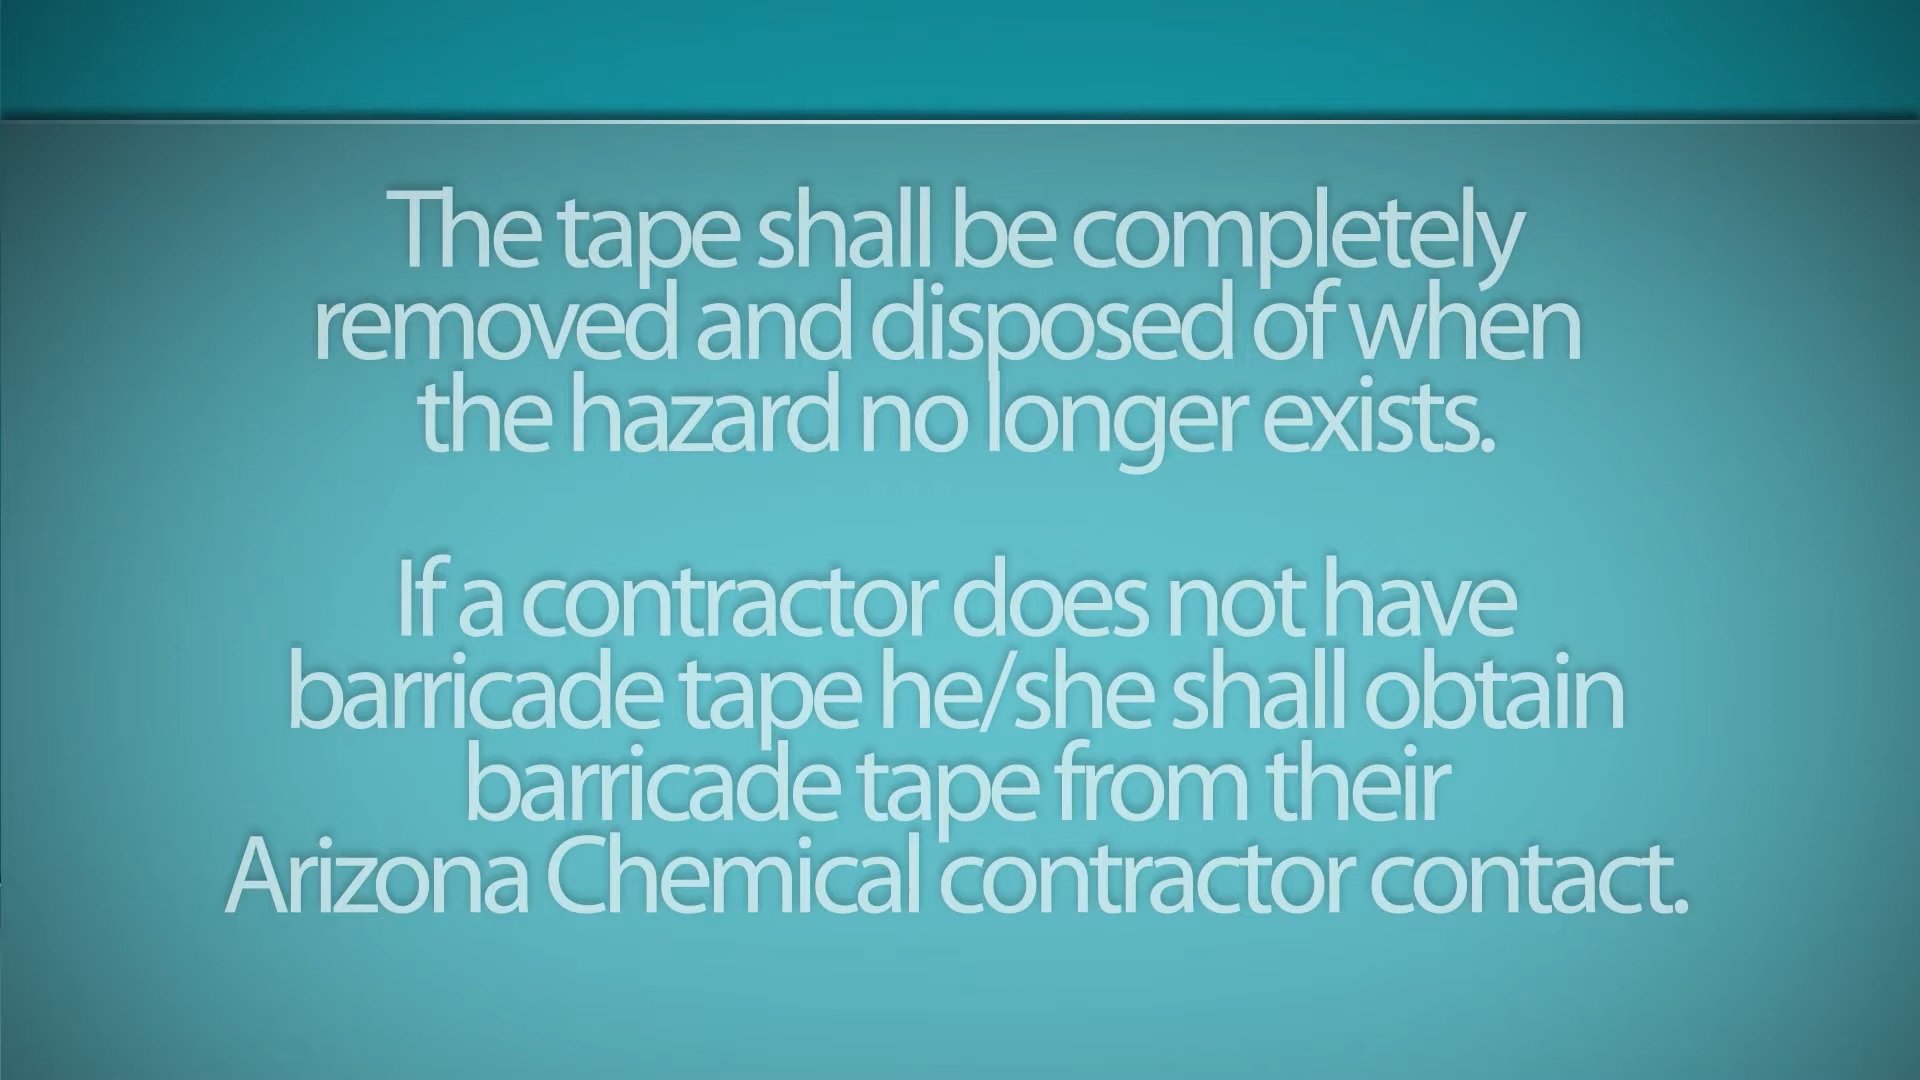 The tape shall be completely
removed and disposed of when
the hazard no longer exists.
If a contractor does not have
barricade tape he/she shall obtain
barricade tape from their
Arizona Chemical contractor contact.